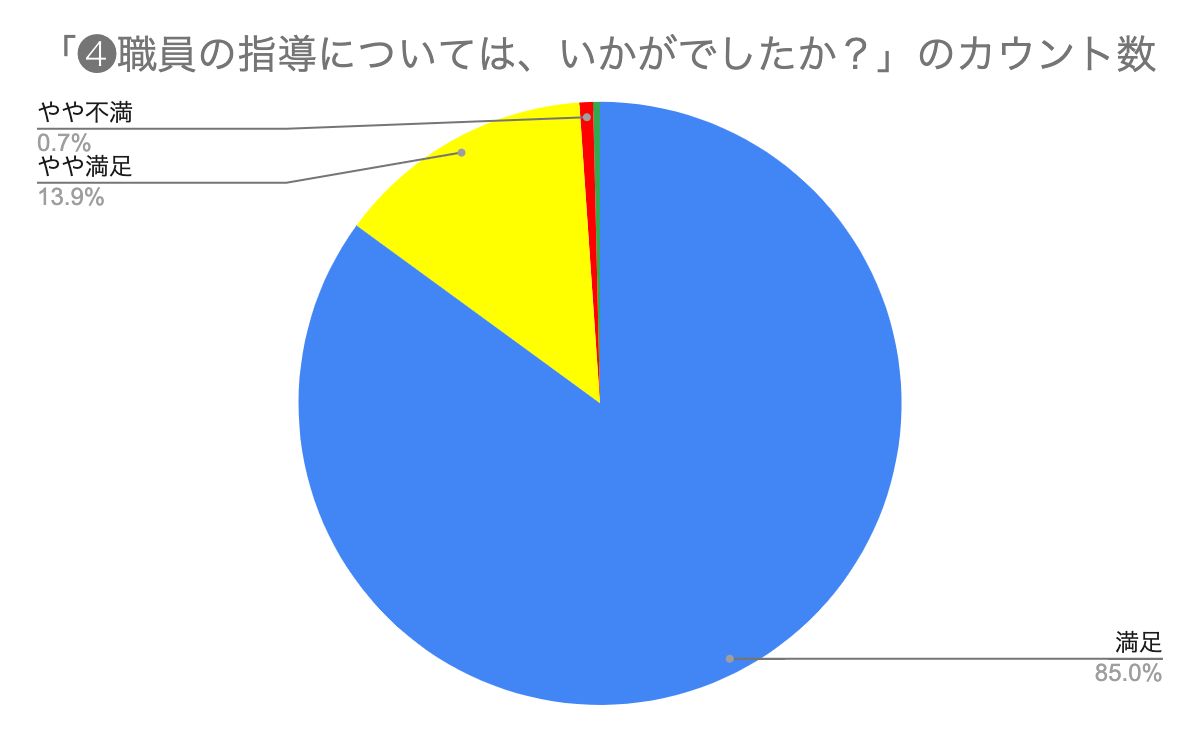 「❹職員の指導については、いかがでしたか？」のカウント数
やや不満
0.7%
やや満足
13.9%
満足
85.0%